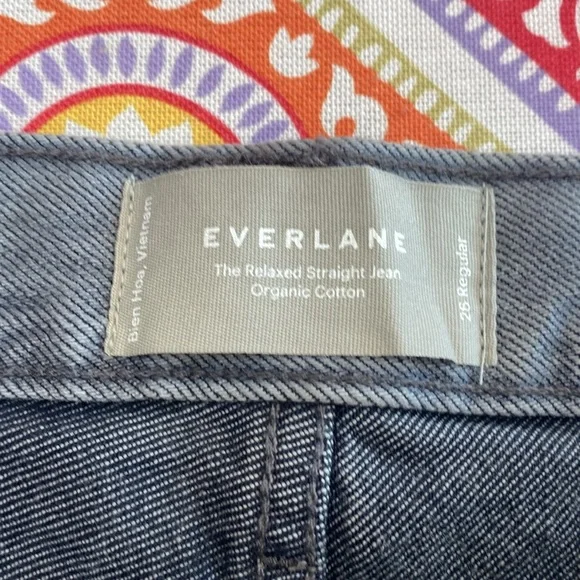 Bien Hoa, Vietnam
EVERLANE
The Relaxed Straight Jean
Organic Cotton
26 Regular